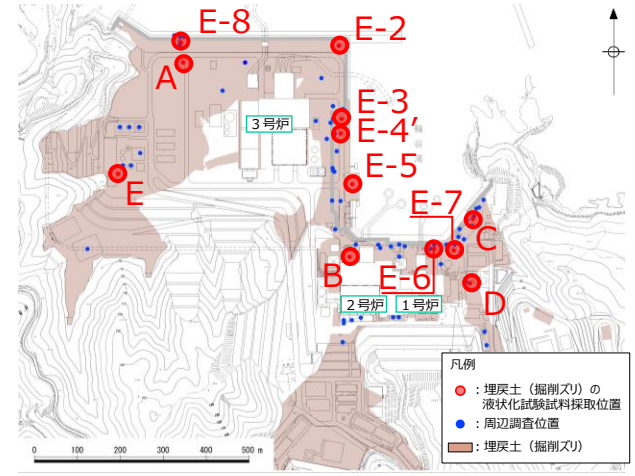 E-8
E-2
A
E-3
3号炉
E-4’
E
E-5
E-7
C
B
E-6
D
2号炉
1号炉
凡例
：埋戻土（掘削ズリ）の
液状化試験試料採取位置
：周辺調査位置
：埋戻土（掘削ズリ）
0 100 200 300 400 500 m